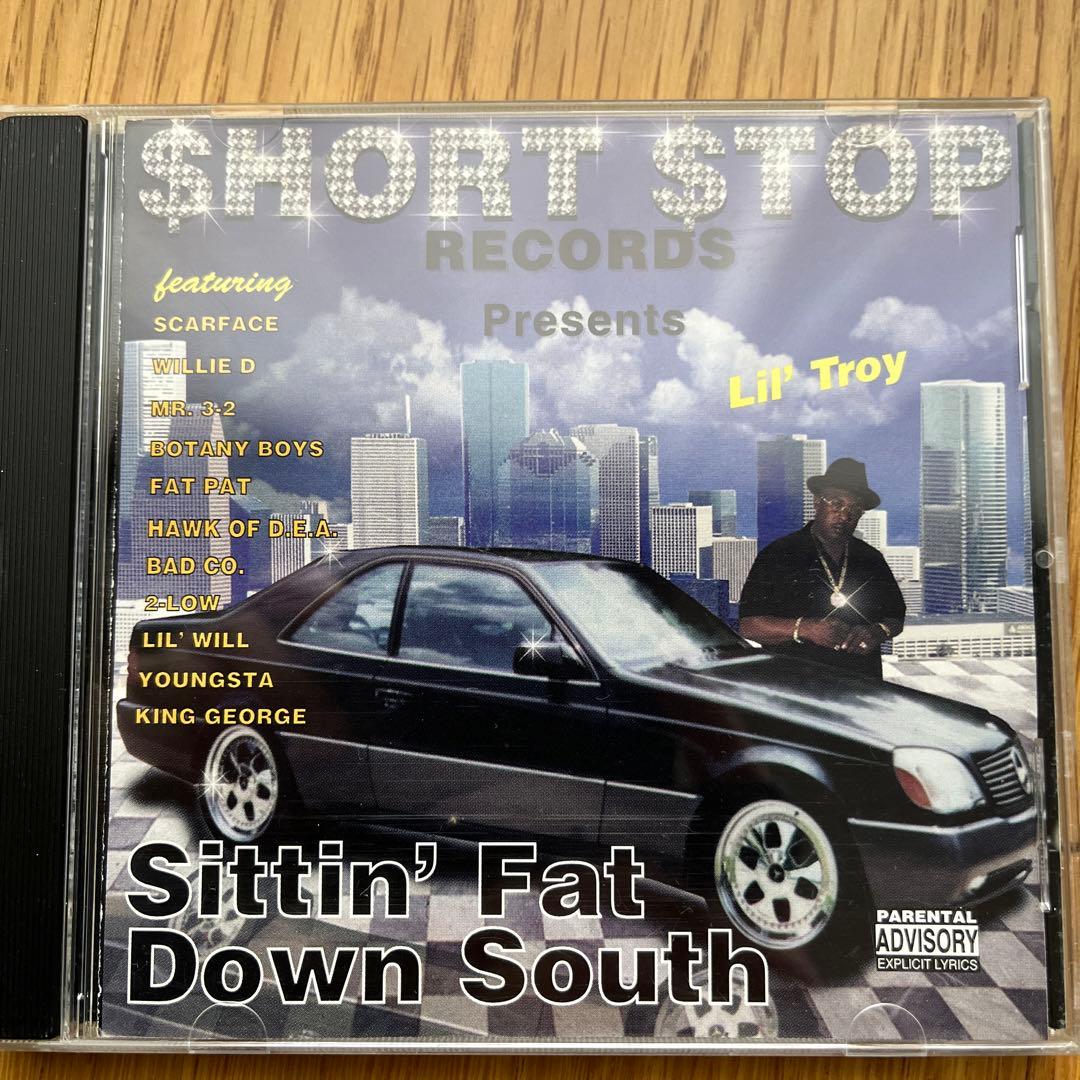 $HORT $TOP
RECORDS
Presents
Lil' Troy
featuring
SCARFACE
WILLIE D
MR. 3-2
BOTANY BOYS
FAT PAT
HAWK OF D.E.A.
BAD CO.
2-LOW
LIL' WILL
YOUNGSTA
KING GEORGE
Sittin' Fat
Down South
PARENTAL
ADVISORY
EXPLICIT LYRICS